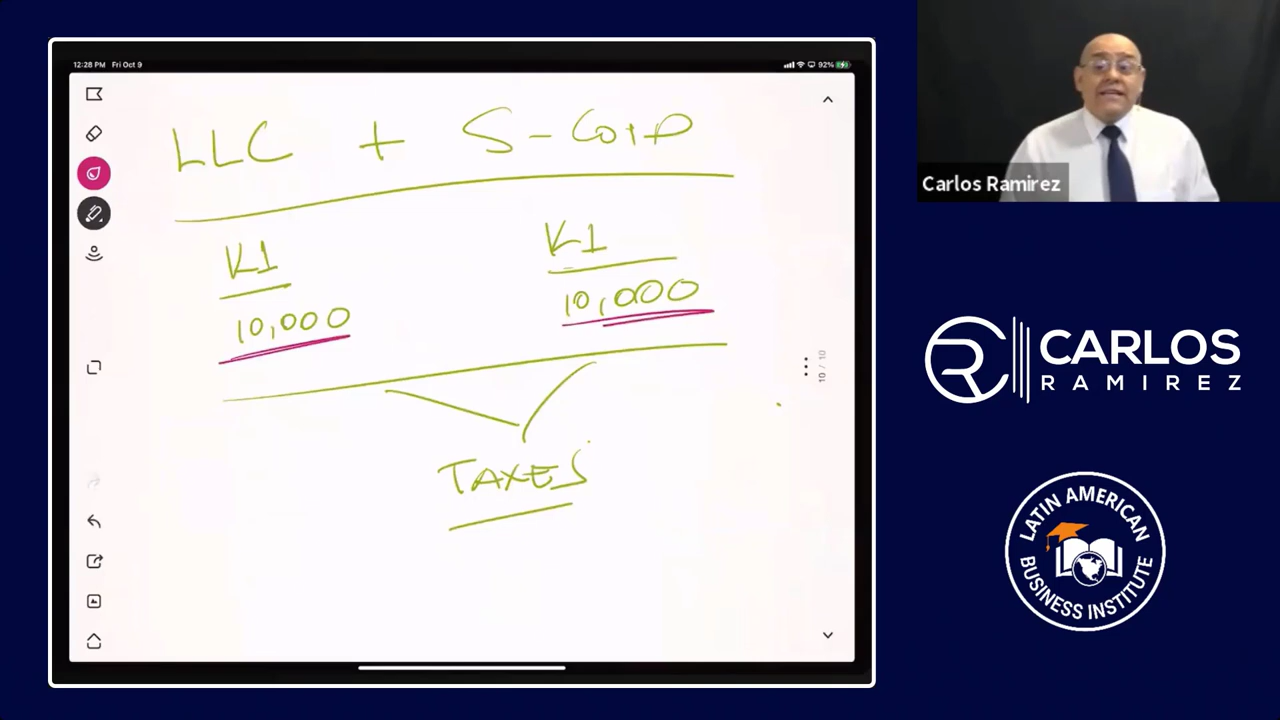 12:28 PM Fri Oct 9
92%
LLC + S-Corp
K1 K1
10,000 10,000
TAXES
10 / 10
Carlos Ramirez
CARLOS
RAMIREZ
LATIN AMERICAN
BUSINESS INSTITUTE